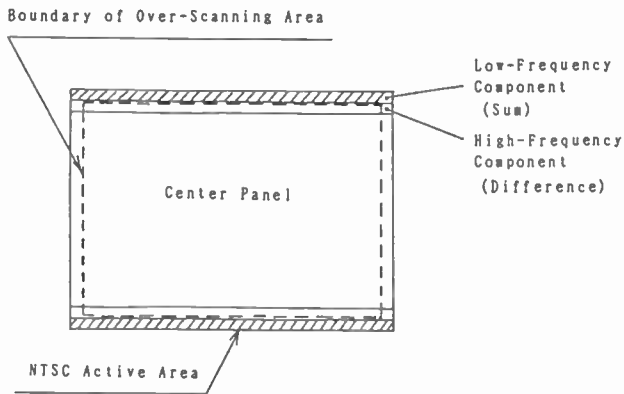 Boundary of Over-Scanning Area
Low-Frequency
Component
(Sum)
High-Frequency
Component
(Difference)
Center Panel
NTSC Active Area